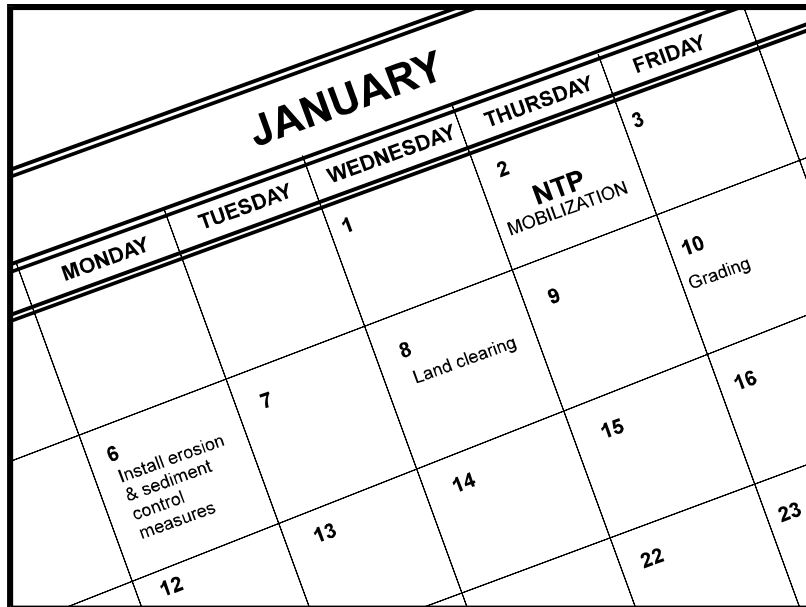 JANUARY
MONDAY
TUESDAY
WEDNESDAY
THURSDAY
FRIDAY
1
2
NTP
MOBILIZATION
3
6
Install erosion
& sediment
control
measures
7
8
Land clearing
9
10
Grading
12
13
14
15
16
22
23